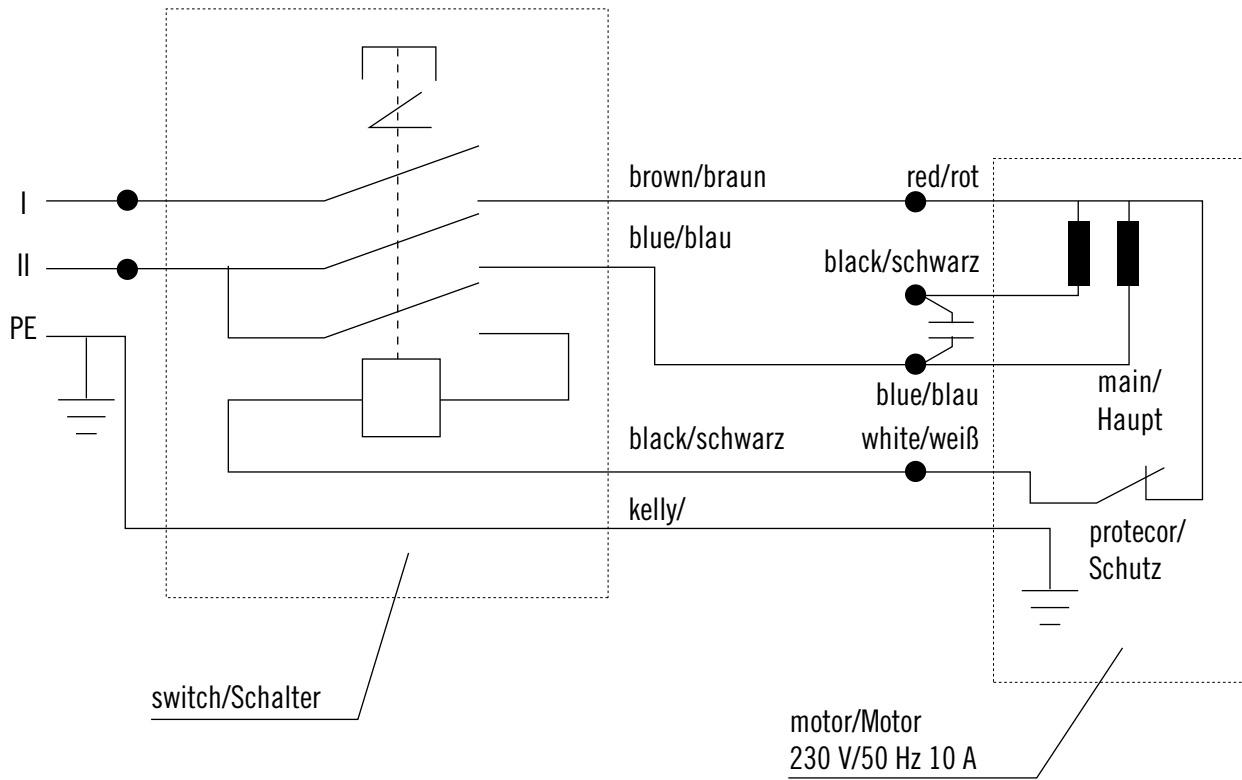 I
II
PE
brown/braun
red/rot
blue/blau
black/schwarz
blue/blau
main/
Haupt
black/schwarz
white/weiß
kelly/
protecor/
Schutz
switch/Schalter
motor/Motor
230 V/50 Hz 10 A